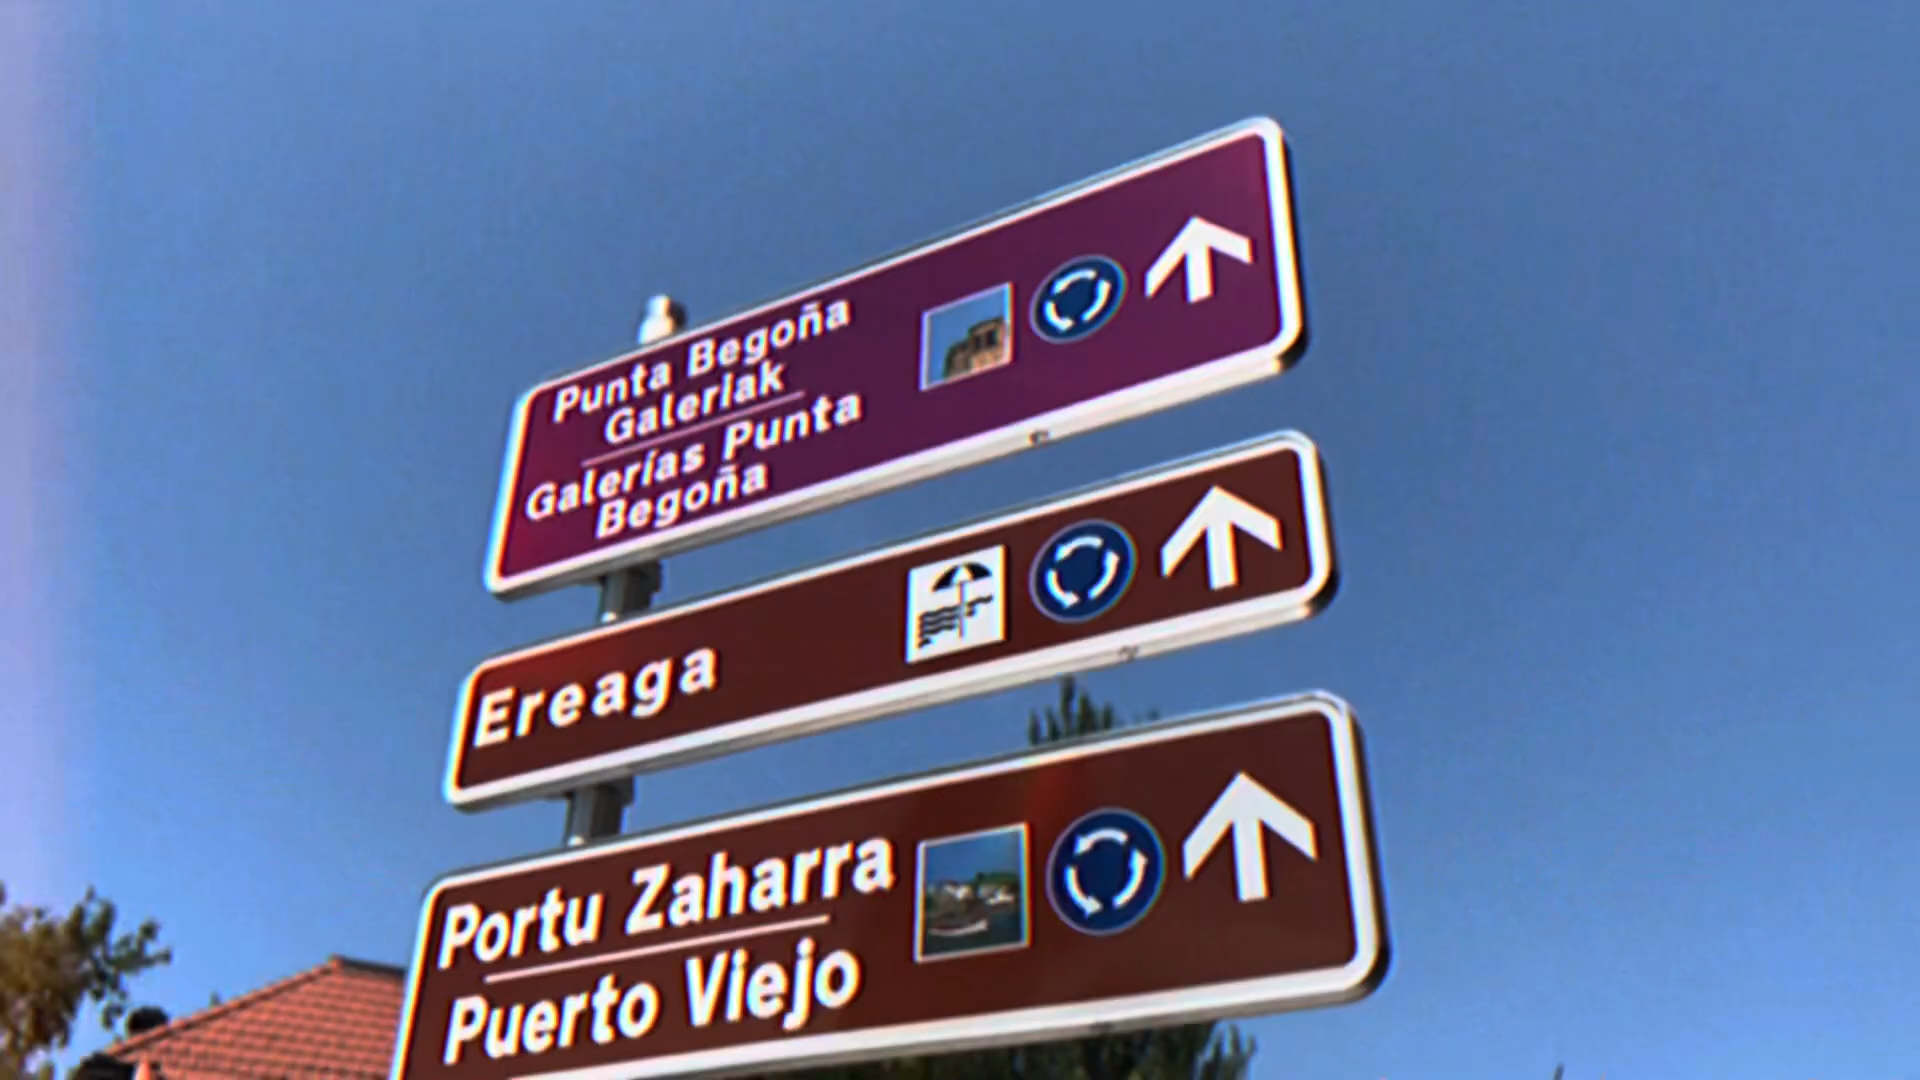 Punta Begoña
Galeriak
Galerías Punta
Begoña
Ereaga
Portu Zaharra
Puerto Viejo